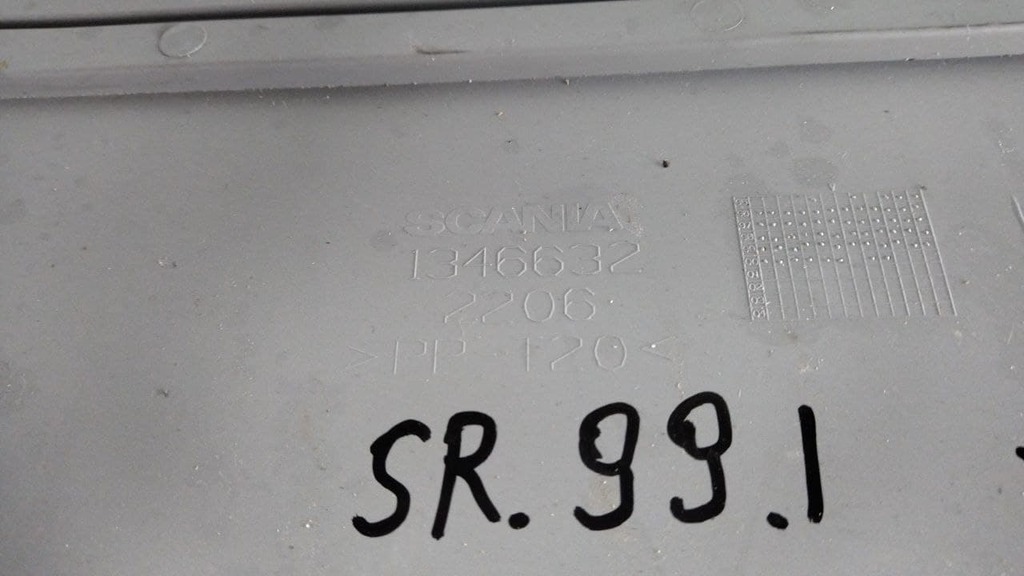 SCANIA
1346632
2206
>PP-T20<
SR.99.1